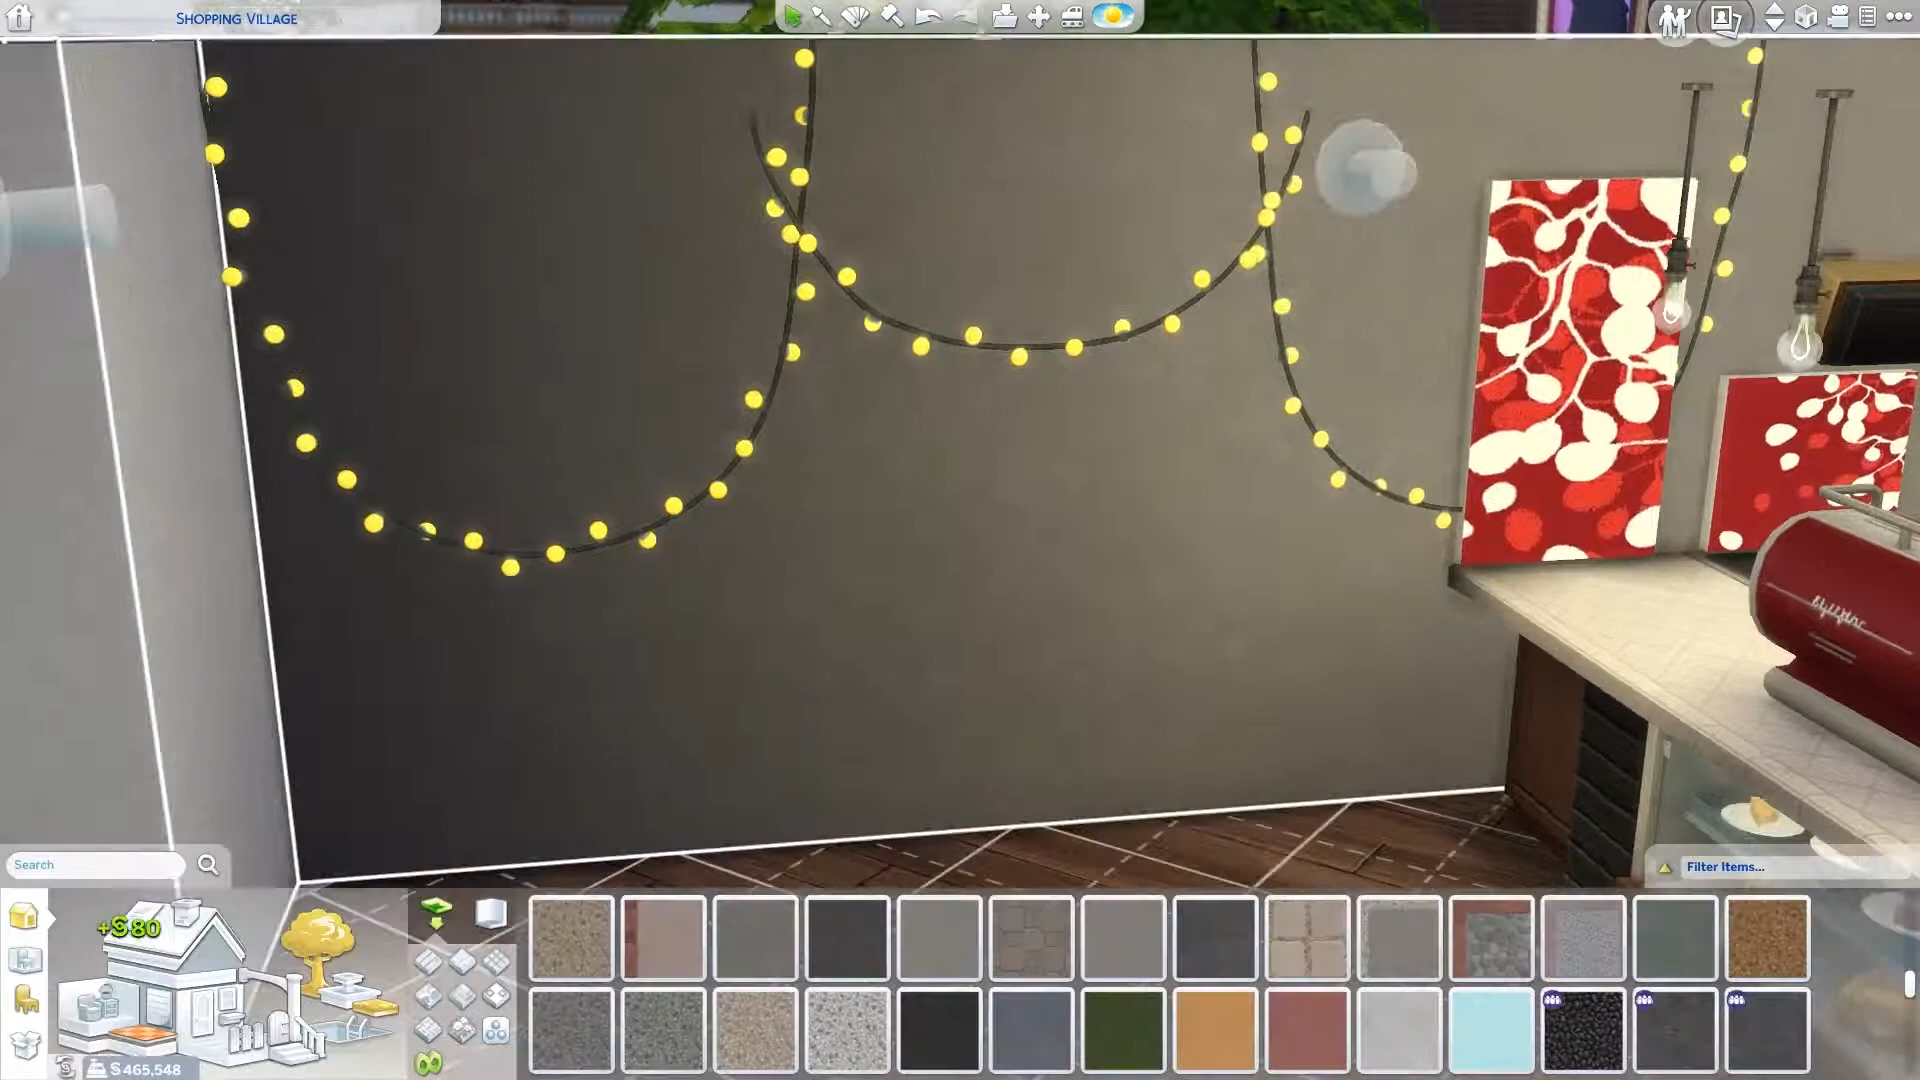 Shopping Village
Search
Filter Items...
+§80
§465,548